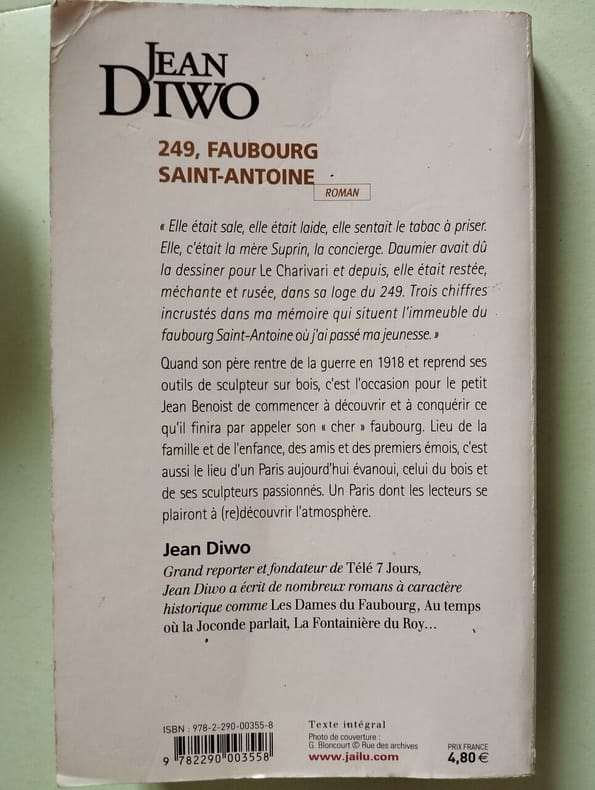 JEAN
DIWO
249, FAUBOURG
SAINT-ANTOINE
ROMAN
« Elle était sale, elle était laide, elle sentait le tabac à priser.
Elle, c'était la mère Suprin, la concierge. Daumier avait dû
la dessiner pour Le Charivari et depuis, elle était restée,
méchante et rusée, dans sa loge du 249. Trois chiffres
incrustés dans ma mémoire qui situent l'immeuble du
faubourg Saint-Antoine où j'ai passé ma jeunesse. »
Quand son père rentre de la guerre en 1918 et reprend ses
outils de sculpteur sur bois, c'est l'occasion pour le petit
Jean Benoist de commencer à découvrir et à conquérir ce
qu'il finira par appeler son « cher » faubourg. Lieu de la
famille et de l'enfance, des amis et des premiers émois, c'est
aussi le lieu d'un Paris aujourd'hui évanoui, celui du bois et
de ses sculpteurs passionnés. Un Paris dont les lecteurs se
plairont à (re)découvrir l'atmosphère.
Jean Diwo
Grand reporter et fondateur de Télé 7 Jours,
Jean Diwo a écrit de nombreux romans à caractère
historique comme Les Dames du Faubourg, Au temps
où la Joconde parlait, La Fontainière du Roy...
ISBN : 978-2-290-00355-8
9 782290 003558
Texte intégral
Photo de couverture :
G. Bloncourt © Rue des archives
www.jailu.com
PRIX FRANCE
4,80 €